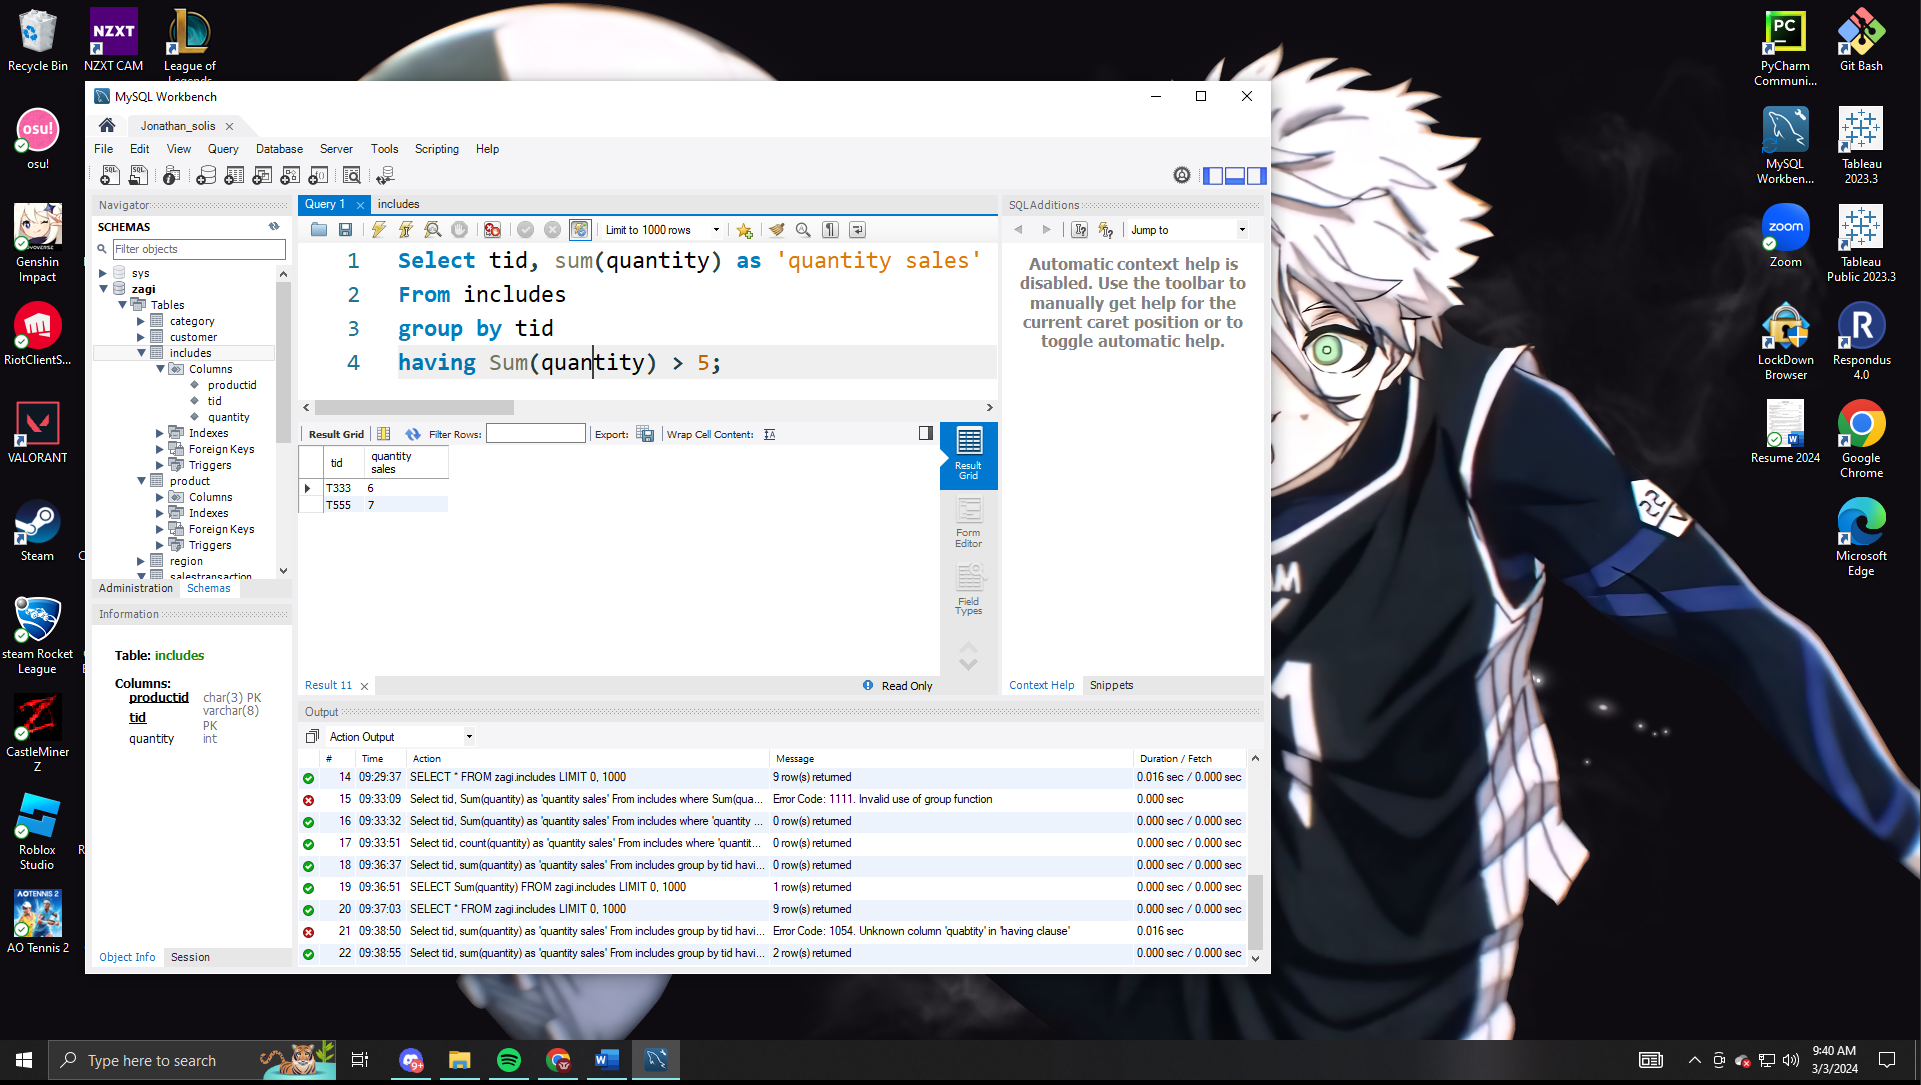 Recycle Bin
NZXT
NZXT CAM
League of
Legends
osu!
osu!
Genshin
Impact
RiotClientS...
VALORANT
Steam
steam Rocket
League
CastleMiner
Z
Roblox
Studio
AO TENNIS 2
AO Tennis 2
MySQL Workbench
Jonathan_solis
File Edit View Query Database Server Tools Scripting Help
Navigator
SCHEMAS
Filter objects
sys
zagi
Tables
category
customer
includes
Columns
productid
tid
quantity
Indexes
Foreign Keys
Triggers
product
Columns
Indexes
Foreign Keys
Triggers
region
salestransaction
Administration Schemas
Information
Table: includes
Columns:
productid char(3) PK
tid varchar(8)
PK
quantity int
Object Info Session
Query 1 includes
Limit to 1000 rows
1 Select tid, sum(quantity) as 'quantity sales'
2 From includes
3 group by tid
4 having Sum(quantity) > 5;
Result Grid Filter Rows: Export: Wrap Cell Content:
tid quantity
sales
T333 6
T555 7
Result
Grid
Form
Editor
Field
Types
Result 11 Read Only
SQLAdditions
Jump to
Automatic context help is
disabled. Use the toolbar to
manually get help for the
current caret position or to
toggle automatic help.
Context Help Snippets
Output
Action Output
# Time Action Message Duration / Fetch
14 09:29:37 SELECT * FROM zagi.includes LIMIT 0, 1000 9 row(s) returned 0.016 sec / 0.000 sec
15 09:33:09 Select tid, Sum(quantity) as 'quantity sales' From includes where Sum(qua... Error Code: 1111. Invalid use of group function 0.000 sec
16 09:33:32 Select tid, Sum(quantity) as 'quantity sales' From includes where 'quantity ... 0 row(s) returned 0.000 sec / 0.000 sec
17 09:33:51 Select tid, count(quantity) as 'quantity sales' From includes where 'quantit... 0 row(s) returned 0.000 sec / 0.000 sec
18 09:36:37 Select tid, sum(quantity) as 'quantity sales' From includes group by tid havi... 0 row(s) returned 0.000 sec / 0.000 sec
19 09:36:51 SELECT Sum(quantity) FROM zagi.includes LIMIT 0, 1000 1 row(s) returned 0.000 sec / 0.000 sec
20 09:37:03 SELECT * FROM zagi.includes LIMIT 0, 1000 9 row(s) returned 0.000 sec / 0.000 sec
21 09:38:50 Select tid, sum(quantity) as 'quantity sales' From includes group by tid havi... Error Code: 1054. Unknown column 'quabtity' in 'having clause' 0.016 sec
22 09:38:55 Select tid, sum(quantity) as 'quantity sales' From includes group by tid havi... 2 row(s) returned 0.000 sec / 0.000 sec
PC
PyCharm
Communi...
Git Bash
MySQL
Workben...
Tableau
2023.3
zoom
Zoom
Tableau
Public 2023.3
LockDown
Browser
R
Respondus
4.0
Resume 2024
Google
Chrome
Microsoft
Edge
Type here to search
9:40 AM
3/3/2024